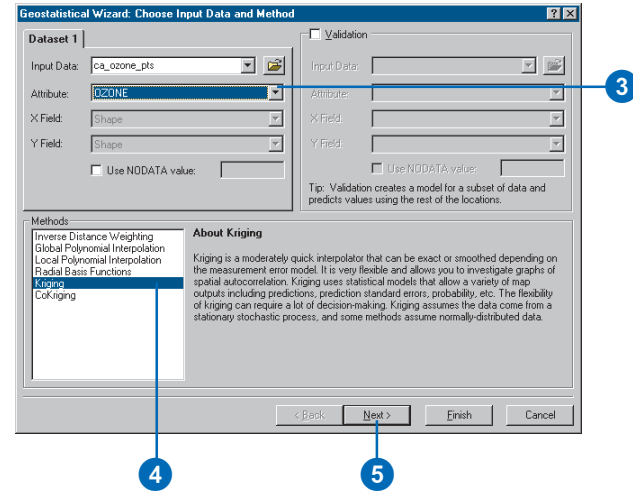 Geostatistical Wizard: Choose Input Data and Method
Dataset 1
Input Data: ca_ozone_pts
Attribute: OZONE
X Field: Shape
Y Field: Shape
Use NODATA value:
Validation
Input Data:
Attribute:
X Field:
Y Field:
Use NODATA value:
Tip: Validation creates a model for a subset of data and
predicts values using the rest of the locations.
3
Methods
Inverse Distance Weighting
Global Polynomial Interpolation
Local Polynomial Interpolation
Radial Basis Functions
Kriging
CoKriging
About Kriging
Kriging is a moderately quick interpolator that can be exact or smoothed depending on
the measurement error model. It is very flexible and allows you to investigate graphs of
spatial autocorrelation. Kriging uses statistical models that allow a variety of map
outputs including predictions, prediction standard errors, probability, etc. The flexibility
of kriging can require a lot of decision-making. Kriging assumes the data come from a
stationary stochastic process, and some methods assume normally-distributed data.
< Back
Next >
Finish
Cancel
4
5